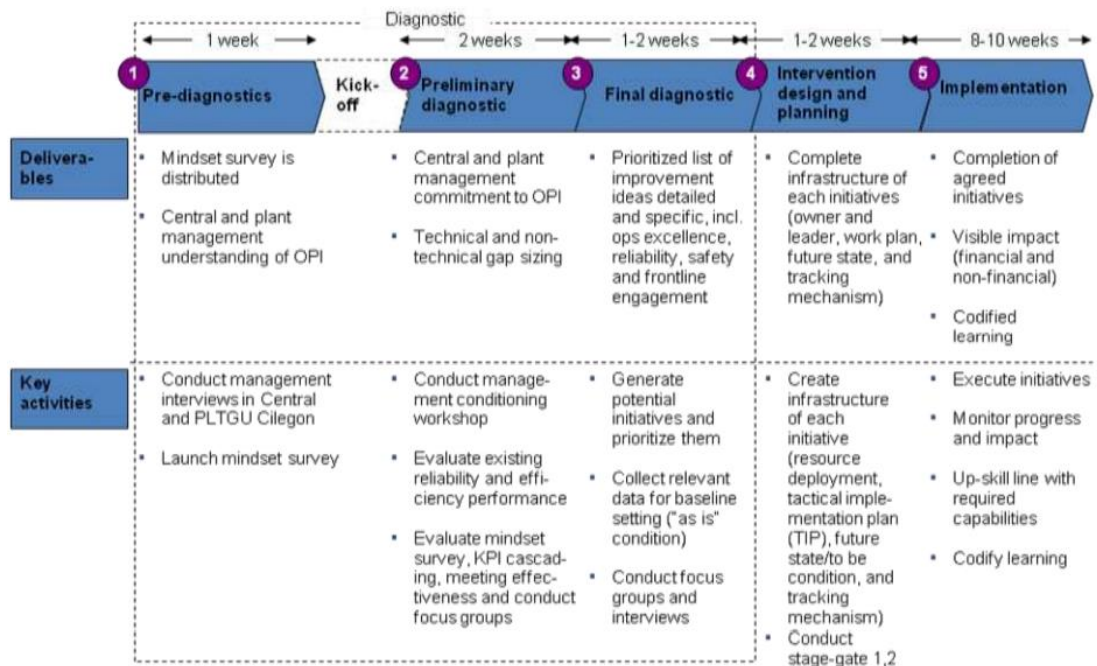 Diagnostic
1 week
2 weeks
1-2 weeks
1-2 weeks
8-10 weeks
1
Pre-diagnostics
Kick-
off
2
Preliminary
diagnostic
3
Final diagnostic
4
Intervention
design and
planning
5
Implementation
Delivera-
bles
▪ Mindset survey is
distributed
▪ Central and plant
management
understanding of OPI
▪ Central and plant
management
commitment to OPI
▪ Technical and non-
technical gap sizing
▪ Prioritized list of
improvement
ideas detailed
and specific, incl.
ops excellence,
reliability, safety
and frontline
engagement
▪ Complete
infrastructure of
each initiatives
(owner and
leader, work plan,
future state, and
tracking
mechanism)
▪ Completion of
agreed
initiatives
▪ Visible impact
(financial and
non-financial)
▪ Codified
learning
Key
activities
▪ Conduct management
interviews in Central
and PLTGU Cilegon
▪ Launch mindset survey
▪ Conduct manage-
ment conditioning
workshop
▪ Evaluate existing
reliability and effi-
ciency performance
▪ Evaluate mindset
survey, KPI cascad-
ing, meeting effec-
tiveness and conduct
focus groups
▪ Generate
potential
initiatives and
prioritize them
▪ Collect relevant
data for baseline
setting ("as is"
condition)
▪ Conduct focus
groups and
interviews
▪ Create
infrastructure
of each
initiative
(resource
deployment,
tactical imple-
mentation plan
(TIP), future
state/to be
condition, and
tracking
mechanism)
▪ Conduct
stage-gate 1,2
▪ Execute initiatives
▪ Monitor progress
and impact
▪ Up-skill line with
required
capabilities
▪ Codify learning